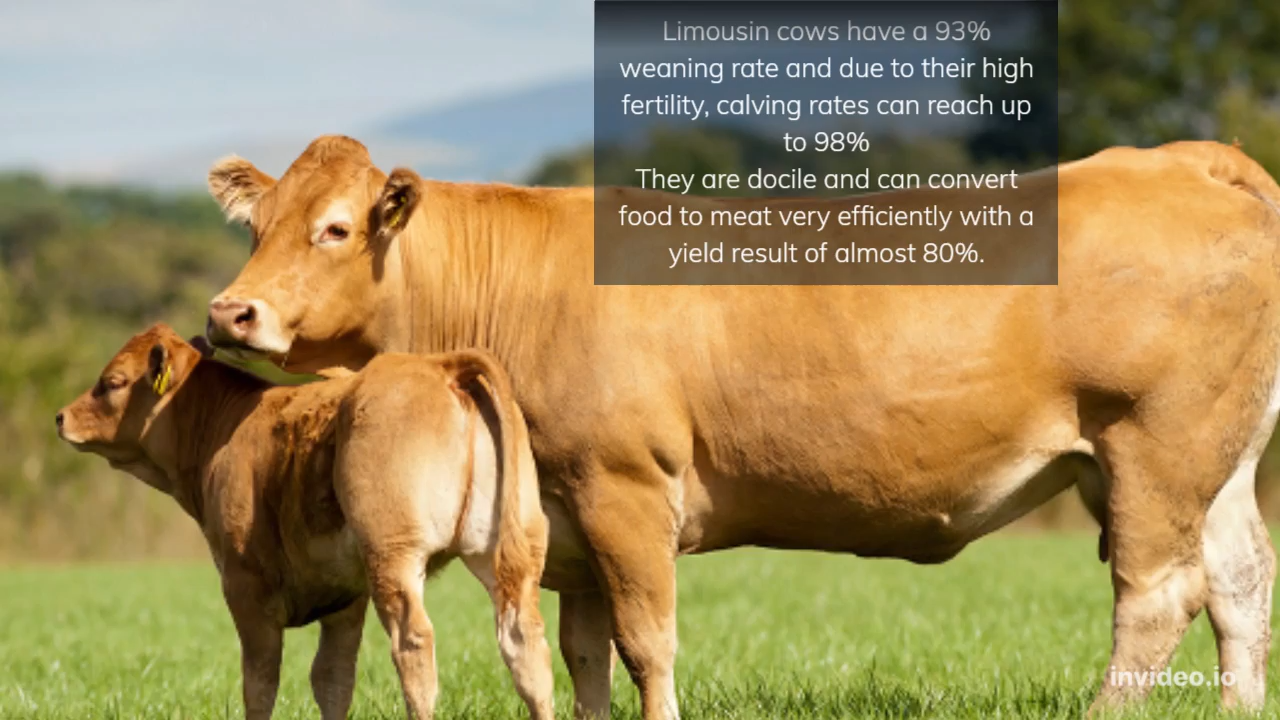 Limousin cows have a 93%
weaning rate and due to their high
fertility, calving rates can reach up
to 98%
They are docile and can convert
food to meat very efficiently with a
yield result of almost 80%.
invideo.io